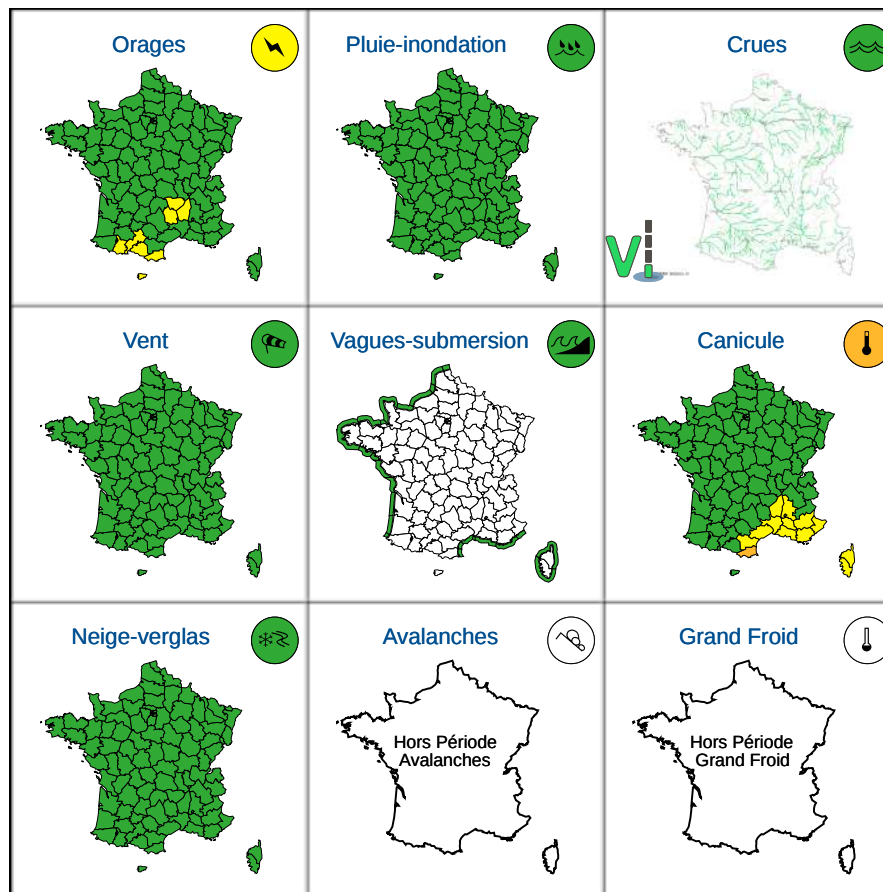 Orages
Pluie-inondation
Crues
Vi
Vent
Vagues-submersion
Canicule
Neige-verglas
Avalanches
Grand Froid
Hors Période
Avalanches
Hors Période
Grand Froid